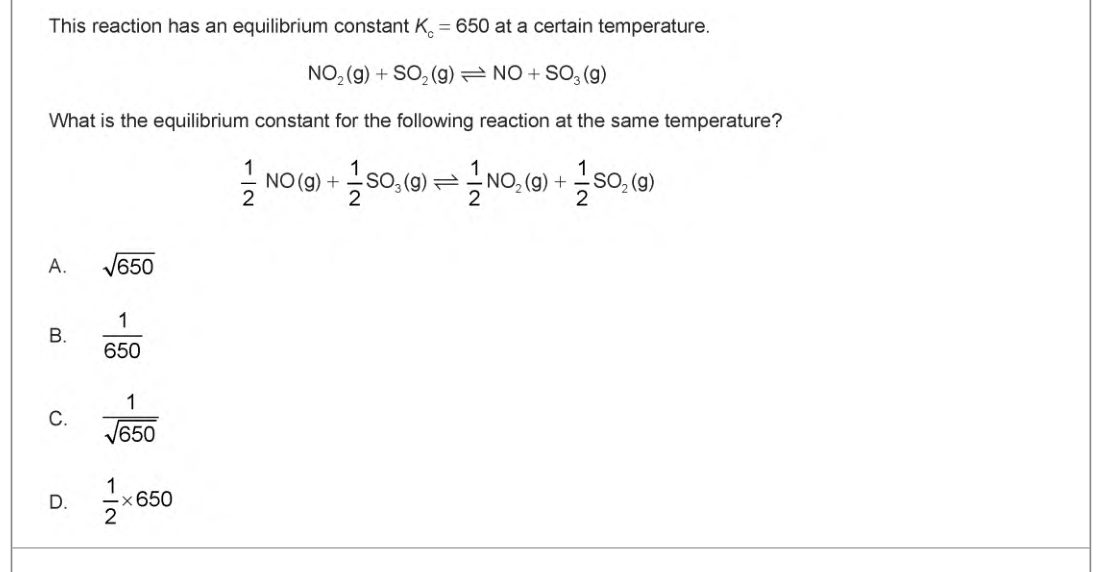 This reaction has an equilibrium constant K꜀ = 650 at a certain temperature.
NO₂(g) + SO₂(g) ⇌ NO + SO₃(g)
What is the equilibrium constant for the following reaction at the same temperature?
1/2 NO(g) + 1/2 SO₃(g) ⇌ 1/2 NO₂(g) + 1/2 SO₂(g)
A. √650
B. 1/650
C. 1/√650
D. 1/2 × 650